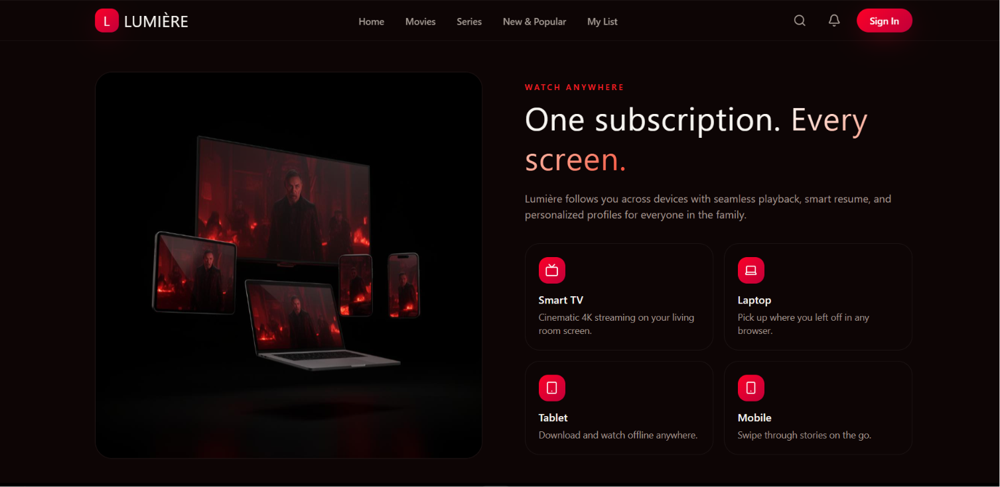 L LUMIÈRE
Home Movies Series New & Popular My List
Sign In
WATCH ANYWHERE
One subscription. Every
screen.
Lumière follows you across devices with seamless playback, smart resume, and
personalized profiles for everyone in the family.
Smart TV
Cinematic 4K streaming on your living
room screen.
Laptop
Pick up where you left off in any
browser.
Tablet
Download and watch offline anywhere.
Mobile
Swipe through stories on the go.